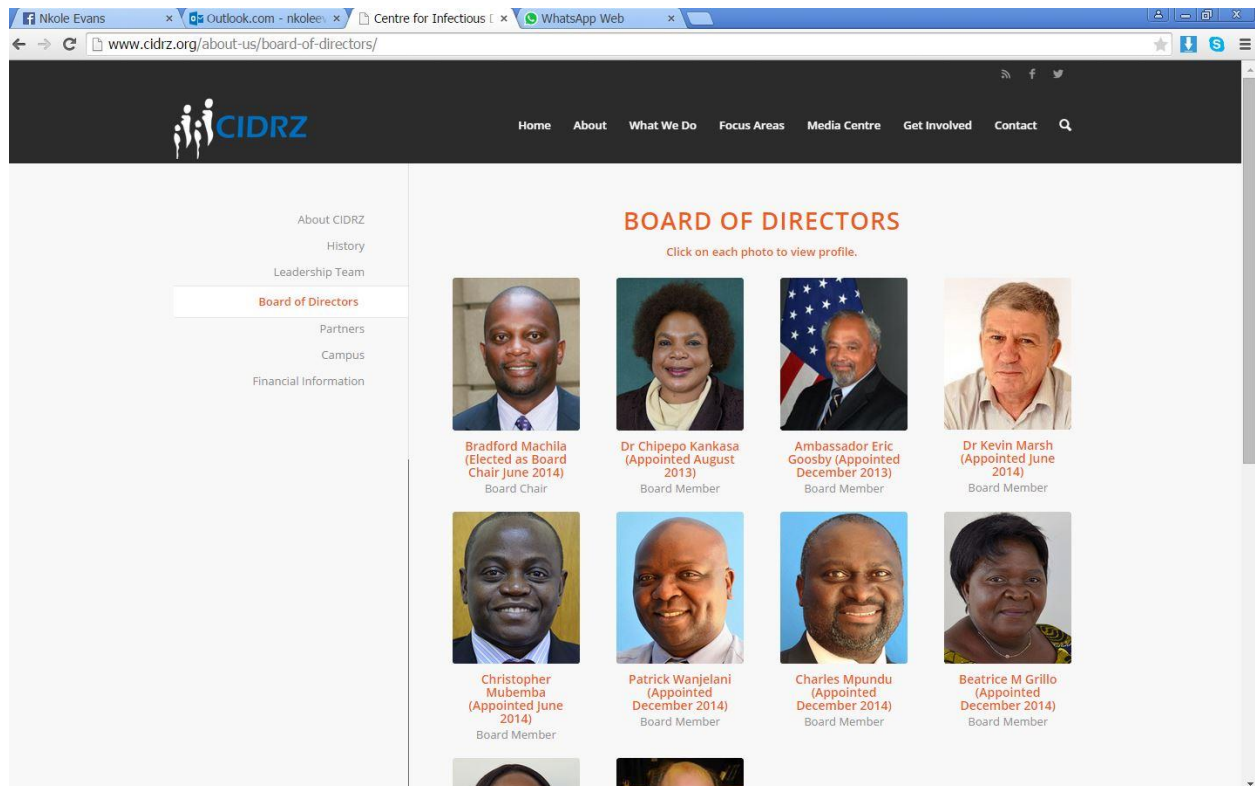 Nkole Evans
Outlook.com - nkoleev
Centre for Infectious D
WhatsApp Web
www.cidrz.org/about-us/board-of-directors/
CIDRZ
Home About What We Do Focus Areas Media Centre Get Involved Contact
About CIDRZ
History
Leadership Team
Board of Directors
Partners
Campus
Financial Information
BOARD OF DIRECTORS
Click on each photo to view profile.
Bradford Machila
(Elected as Board
Chair June 2014)
Board Chair
Dr Chipepo Kankasa
(Appointed August
2013)
Board Member
Ambassador Eric
Goosby (Appointed
December 2013)
Board Member
Dr Kevin Marsh
(Appointed June
2014)
Board Member
Christopher
Mubemba
(Appointed June
2014)
Board Member
Patrick Wanjelani
(Appointed
December 2014)
Board Member
Charles Mpundu
(Appointed
December 2014)
Board Member
Beatrice M Grillo
(Appointed
December 2014)
Board Member